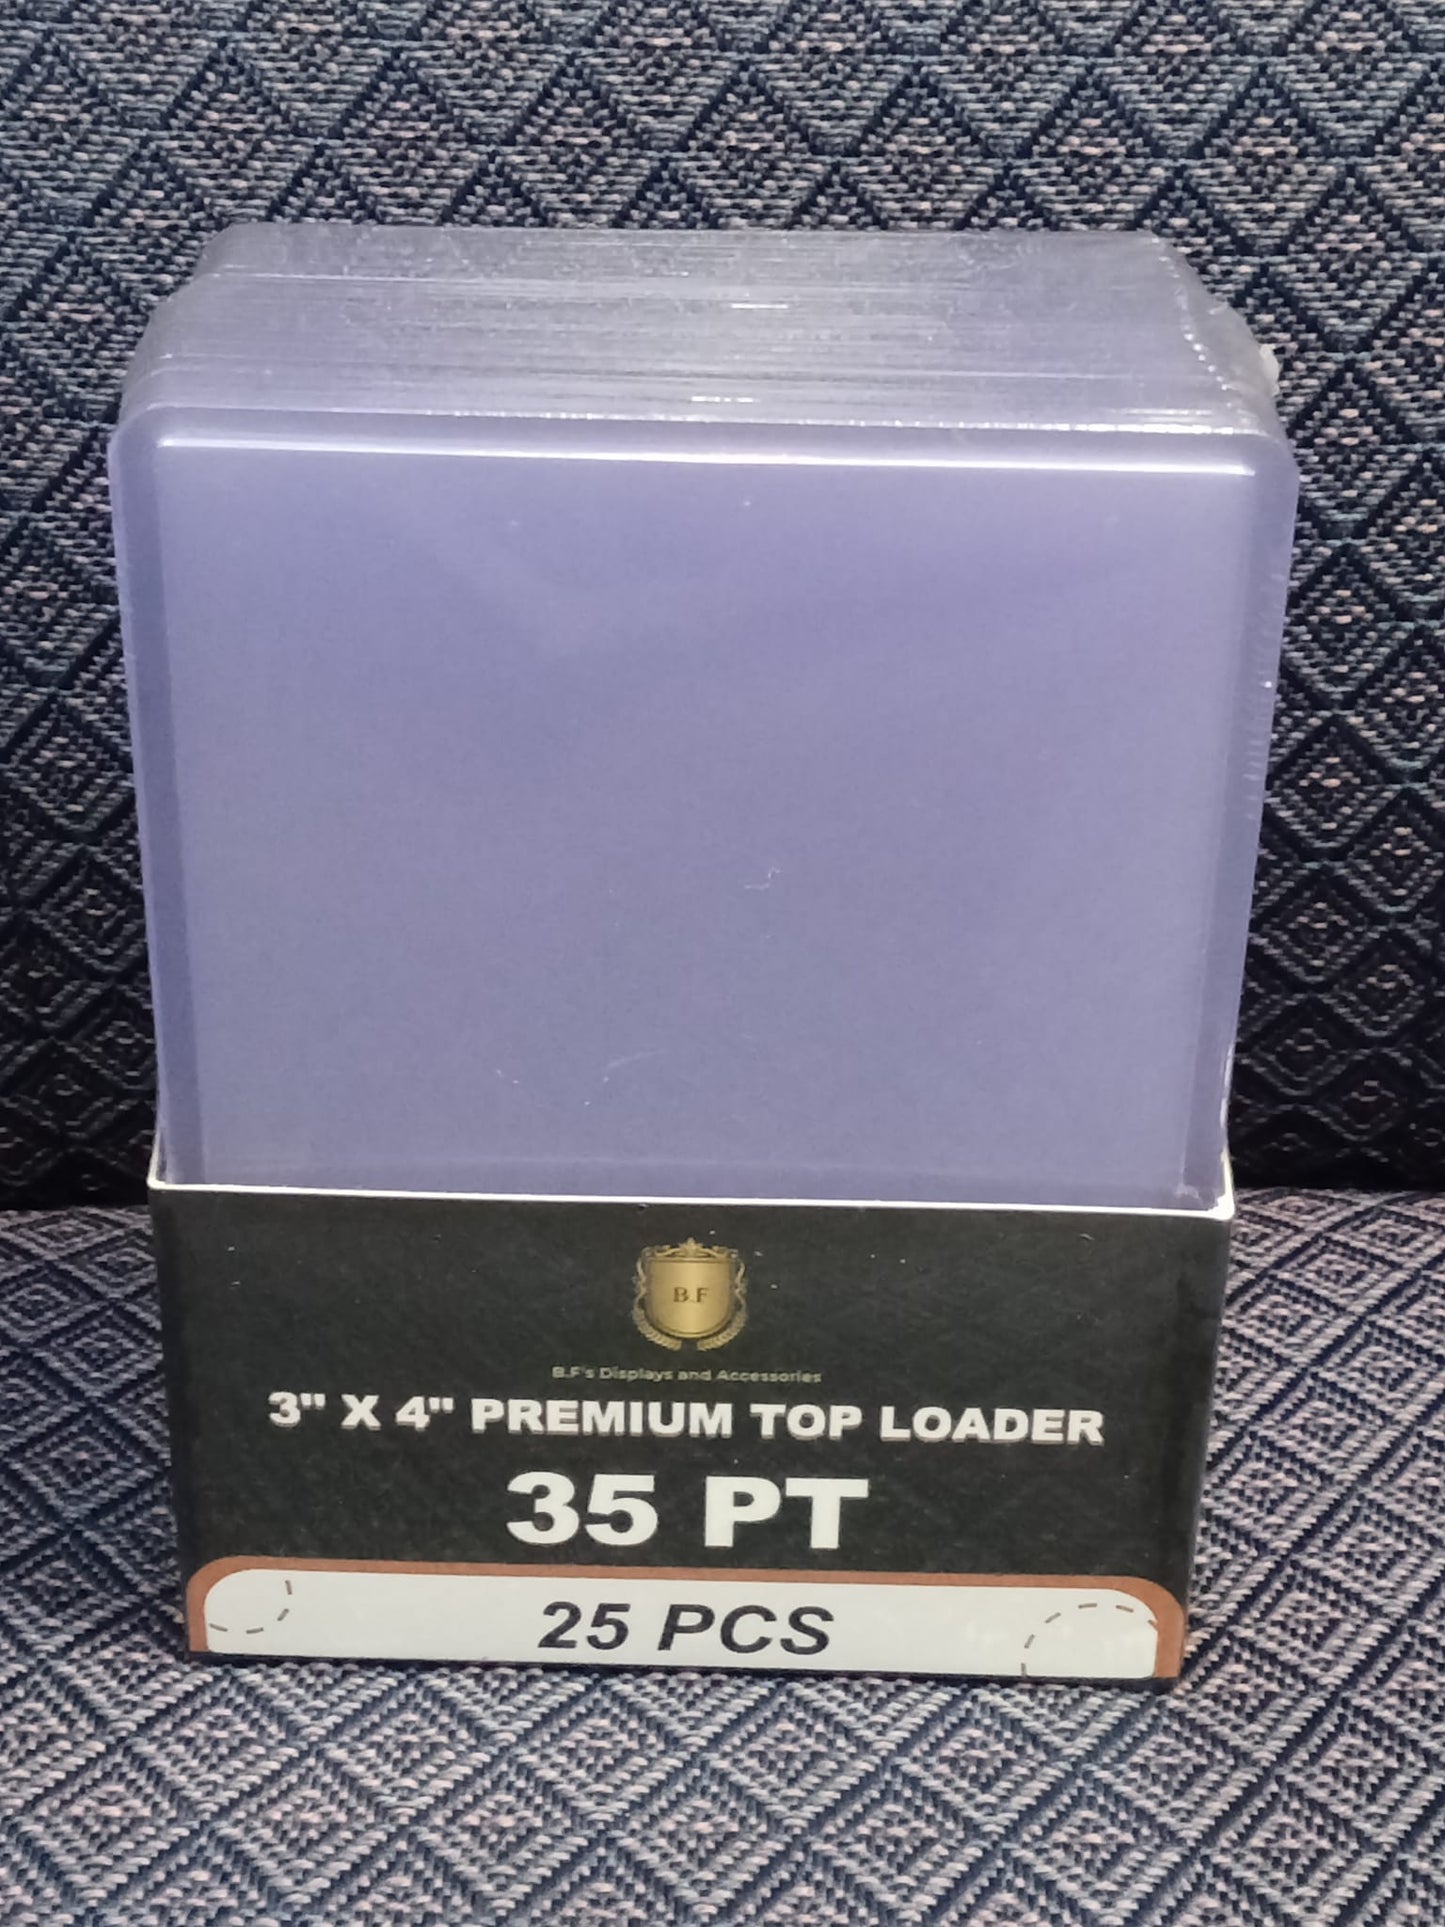 B.F
B.F's Displays and Accessories
3" X 4" PREMIUM TOP LOADER
35 PT
25 PCS